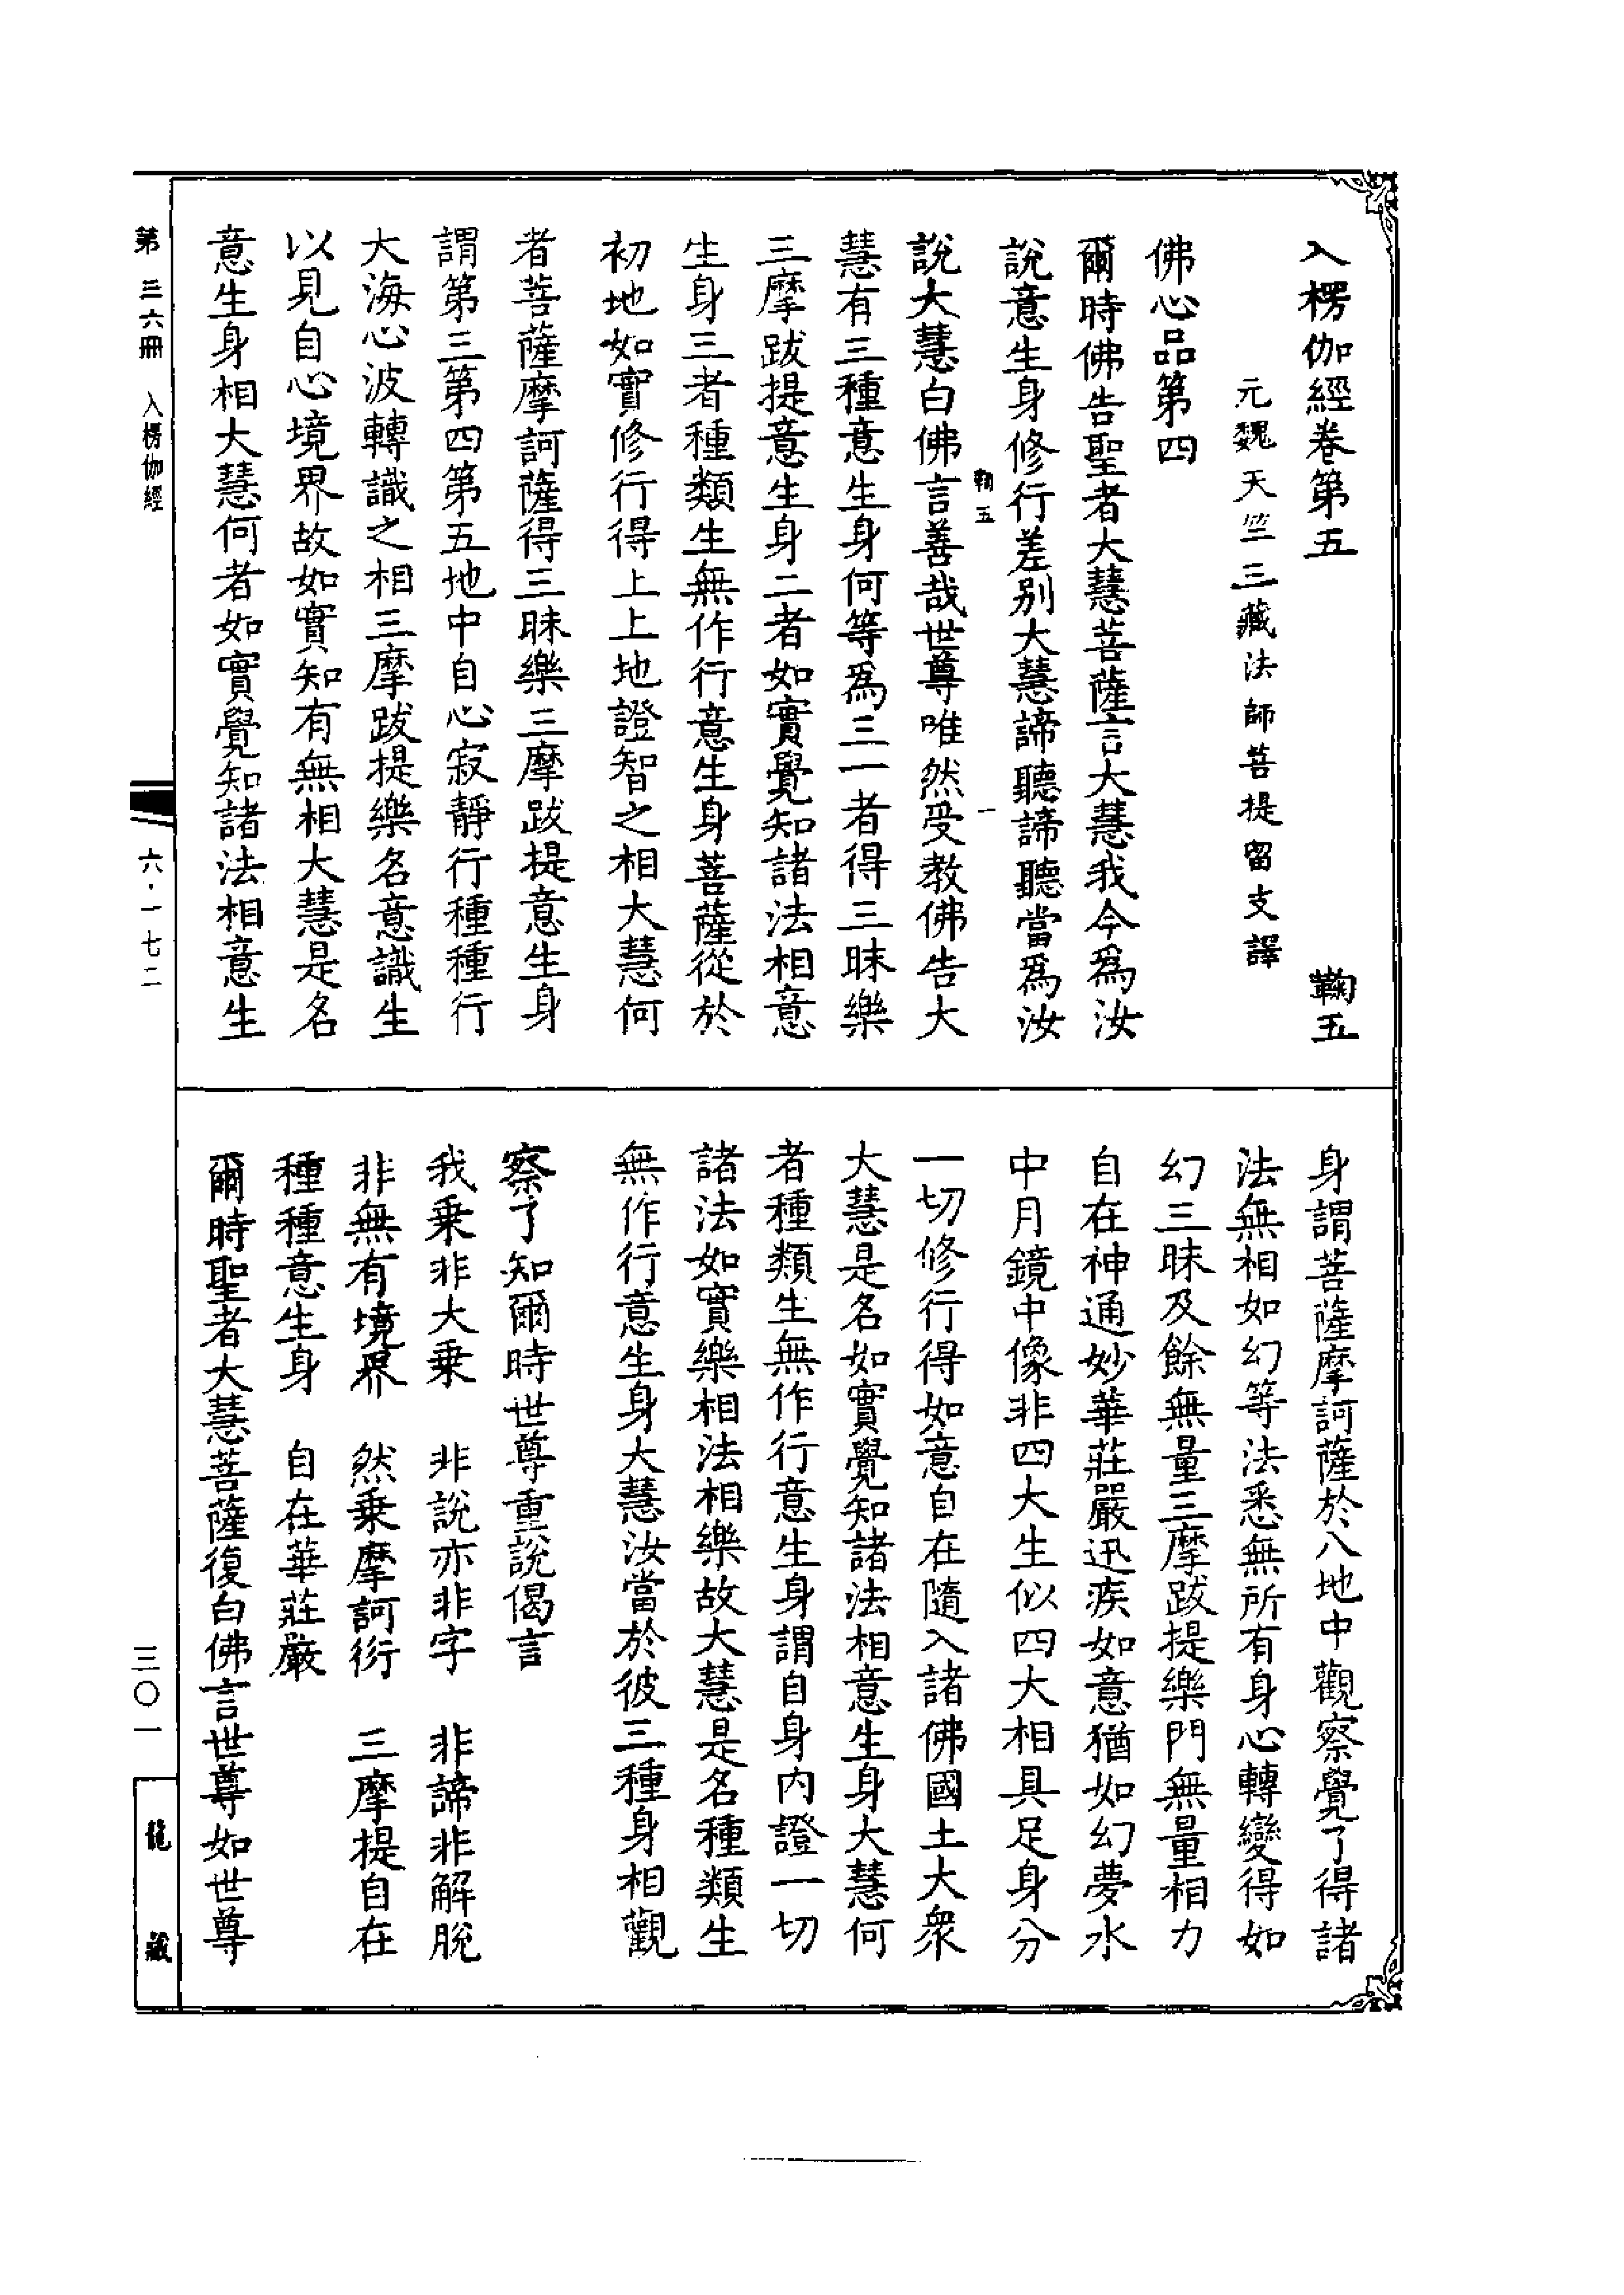 入楞伽經卷第五　鞠五
元魏天竺三藏法師菩提留支譯
佛心品第四
爾時佛告聖者大慧菩薩言大慧我今爲汝
說意生身修行差别大慧諦聽諦聽當爲汝
鞠五　一
說大慧白佛言善哉世尊唯然受教佛告大
慧有三種意生身何等爲三一者得三昧樂
三摩跋提意生身二者如實覺知諸法相意
生身三者種類生無作行意生身菩薩從於
初地如實修行得上上地證智之相大慧何
者菩薩摩訶薩得三昧樂三摩跋提意生身
謂第三第四第五地中自心寂靜行種種行
大海心波轉識之相三摩跋提樂名意識生
以見自心境界故如實知有無相大慧是名
意生身相大慧何者如實覺知諸法相意生
身謂菩薩摩訶薩於八地中觀察覺了得諸
法無相如幻等法悉無所有身心轉變得如
幻三昧及餘無量三摩跋提樂門無量相力
自在神通妙華莊嚴迅疾如意猶如幻夢水
中月鏡中像非四大生似四大相具足身分
一切修行得如意自在隨入諸佛國土大衆
大慧是名如實覺知諸法相意生身大慧何
者種類生無作行意生身謂自身内證一切
諸法如實樂相法相樂故大慧是名種類生
無作行意生身大慧汝當於彼三種身相觀
察了知爾時世尊重說偈言
我乗非大乗　非說亦非字　非諦非解脫
非無有境界　然乗摩訶衍　三摩提自在
種種意生身　自在華莊嚴
爾時聖者大慧菩薩復白佛言世尊如世尊
第三六冊　入楞伽經　六·一七二　三〇一　龍藏